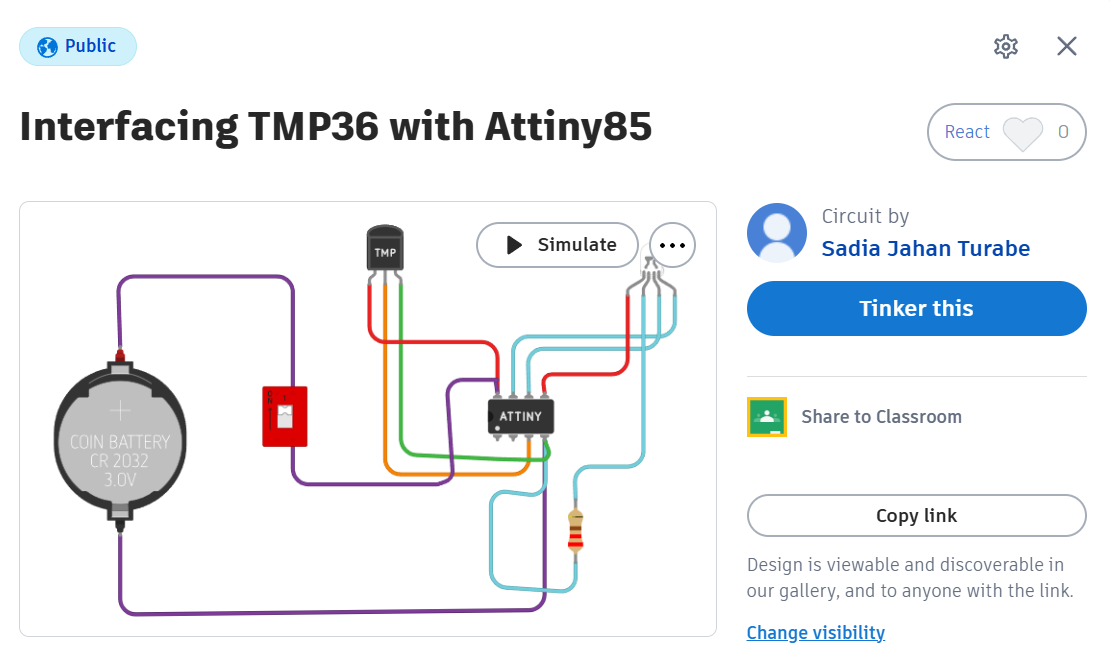 Public
Interfacing TMP36 with Attiny85
React 0
TMP
Simulate
Circuit by
Sadia Jahan Turabe
Tinker this
ATTINY
COIN BATTERY
CR 2032
3.0V
Share to Classroom
Copy link
Design is viewable and discoverable in
our gallery, and to anyone with the link.
Change visibility